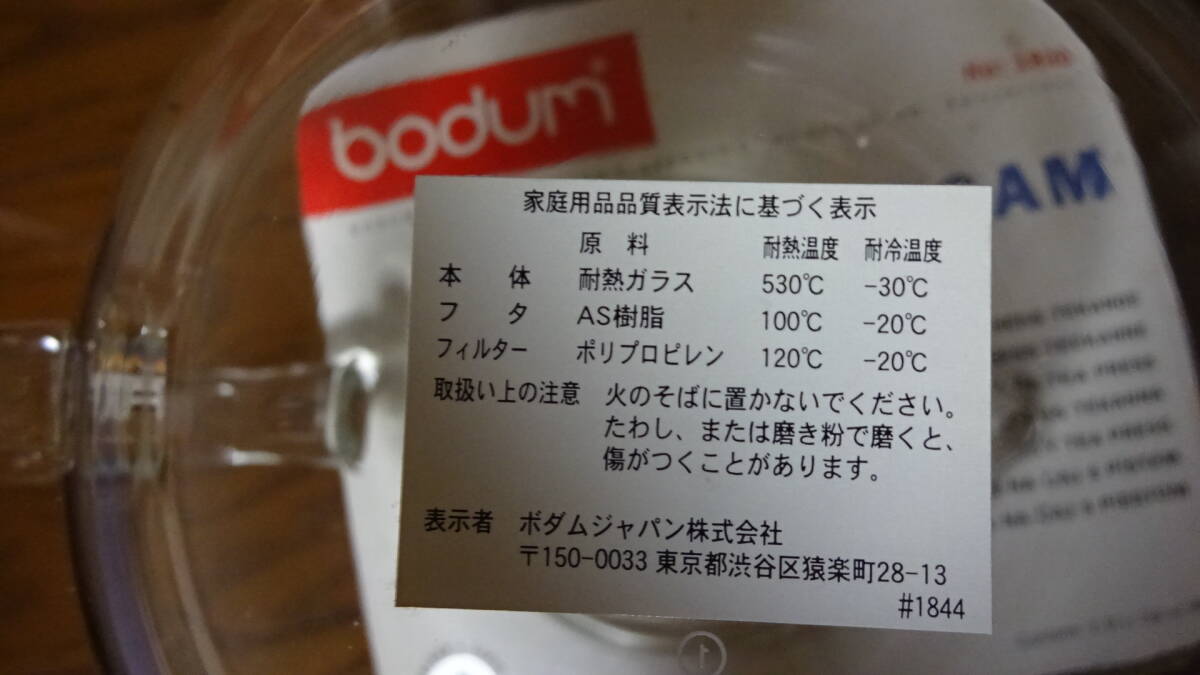 bodum®
AM
家庭用品品質表示法に基づく表示
原 料 耐熱温度 耐冷温度
本 体 耐熱ガラス 530℃ -30℃
フ タ AS樹脂 100℃ -20℃
フィルター ポリプロピレン 120℃ -20℃
取扱い上の注意 火のそばに置かないでください。
たわし、または磨き粉で磨くと、
傷がつくことがあります。
表示者 ボダムジャパン株式会社
〒150-0033 東京都渋谷区猿楽町28-13
#1844
1